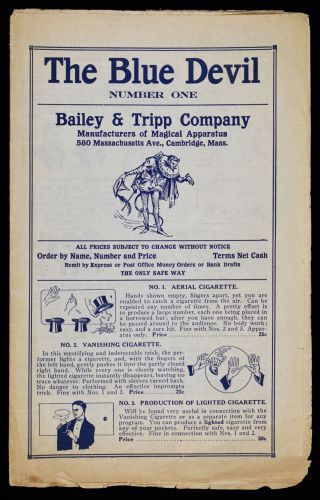 The Blue Devil
NUMBER ONE
Bailey & Tripp Company
Manufacturers of Magical Apparatus
580 Massachusetts Ave., Cambridge, Mass.
ALL PRICES SUBJECT TO CHANGE WITHOUT NOTICE
Order by Name, Number and Price Terms Net Cash
Remit by Express or Post Office Money Orders or Bank Drafts
THE ONLY SAFE WAY
NO. 1. AERIAL CIGARETTE.
Hands shown empty, fingers apart, yet you are
enabled to catch a cigarette from the air. Can be
repeated any number of times. A pretty effect is
to produce a large number, each one being placed in
a borrowed hat; after you have enough, they can
be passed around to the audience. No body work;
easy, and a sure hit. Fine with Nos. 2 and 3. Appar-
atus only. Price 25c
NO. 2. VANISHING CIGARETTE.
In this mystifying and indetectable trick, the per-
former lights a cigarette, and, with the fingers of
the left hand, gently pushes it into the partly closed
right hand. While every one is closely watching,
the lighted cigarette instantly disappears, leaving no
trace whatever. Performed with sleeves turned back.
No danger to clothing. An effective impromptu
trick. Fine with Nos. 1 and 3. Price 25c
NO. 3. PRODUCTION OF LIGHTED CIGARETTE.
Will be found very useful in connection with the
Vanishing Cigarette or as a separate item for any
program. You can produce a lighted cigarette from
any of your pockets. Perfectly safe, easy and very
effective. Fine in connection with Nos. 1 and 2.
Price 50c